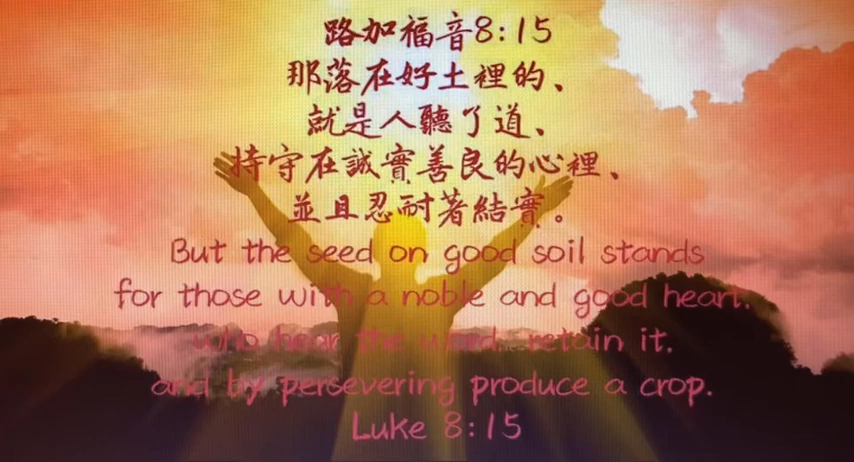 路加福音8:15
那落在好土裡的、
就是人聽了道、
持守在誠實善良的心裡、
並且忍耐著結實。
But the seed on good soil stands
for those with a noble and good heart,
who hear the word, retain it,
and by persevering produce a crop.
Luke 8:15